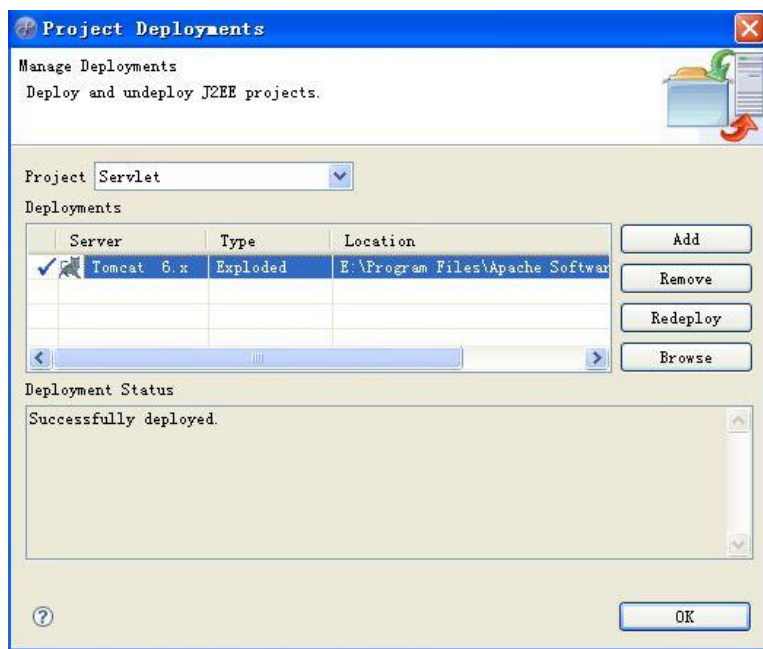 Project Deployments
Manage Deployments
Deploy and undeploy J2EE projects.
Project Servlet
Deployments
Server Type Location
Tomcat 6.x Exploded E:\Program Files\Apache Softwar
Add
Remove
Redeploy
Browse
Deployment Status
Successfully deployed.
OK